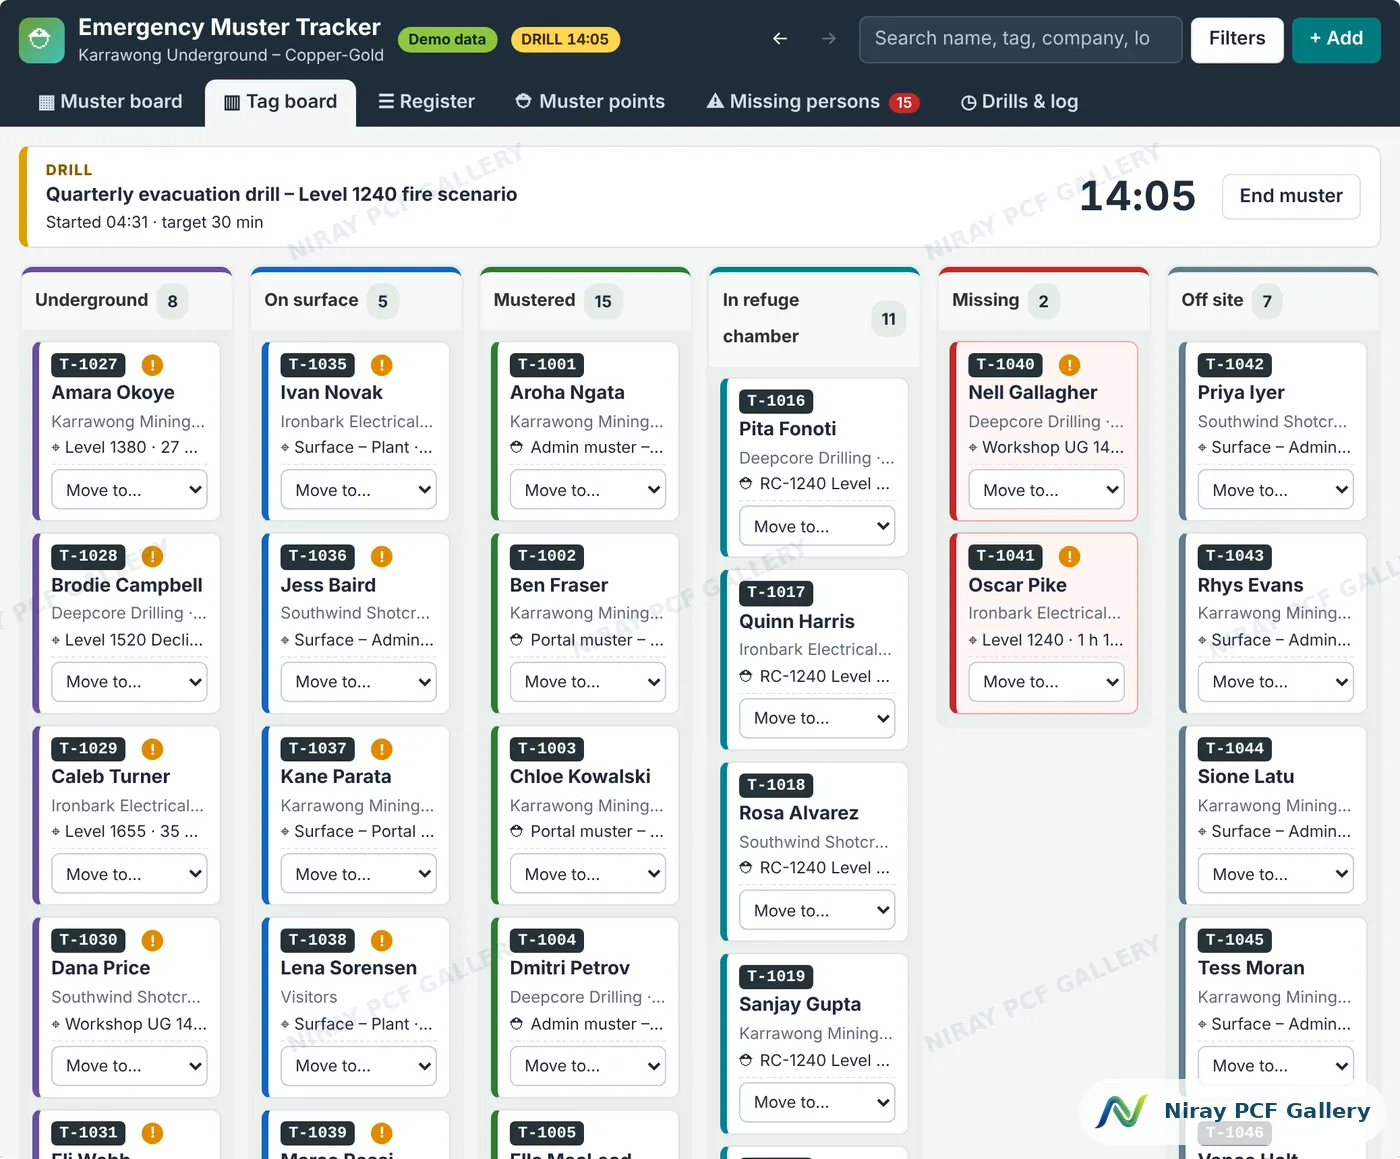 Emergency Muster Tracker
Karrawong Underground – Copper-Gold
Demo data
DRILL 14:05
Search name, tag, company, lo
Filters
+ Add
Muster board
Tag board
Register
Muster points
Missing persons 15
Drills & log
DRILL
Quarterly evacuation drill – Level 1240 fire scenario
Started 04:31 · target 30 min
14:05
End muster
Underground 8
T-1027 !
Amara Okoye
Karrawong Mining...
Level 1380 · 27 ...
Move to...
T-1028 !
Brodie Campbell
Deepcore Drilling ·...
Level 1520 Decli...
Move to...
T-1029 !
Caleb Turner
Ironbark Electrical...
Level 1655 · 35 ...
Move to...
T-1030 !
Dana Price
Southwind Shotcr...
Workshop UG 14...
Move to...
T-1031 !
On surface 5
T-1035 !
Ivan Novak
Ironbark Electrical...
Surface – Plant ·...
Move to...
T-1036 !
Jess Baird
Southwind Shotcr...
Surface – Admin...
Move to...
T-1037 !
Kane Parata
Karrawong Mining...
Surface – Portal ...
Move to...
T-1038 !
Lena Sorensen
Visitors
Surface – Plant ·...
Move to...
T-1039 !
Mustered 15
T-1001
Aroha Ngata
Karrawong Mining...
Admin muster –...
Move to...
T-1002
Ben Fraser
Karrawong Mining...
Portal muster – ...
Move to...
T-1003
Chloe Kowalski
Karrawong Mining...
Portal muster – ...
Move to...
T-1004
Dmitri Petrov
Deepcore Drilling ·...
Admin muster –...
Move to...
T-1005
In refuge
chamber
11
T-1016
Pita Fonoti
Deepcore Drilling ·...
RC-1240 Level ...
Move to...
T-1017
Quinn Harris
Ironbark Electrical...
RC-1240 Level ...
Move to...
T-1018
Rosa Alvarez
Southwind Shotcr...
RC-1240 Level ...
Move to...
T-1019
Sanjay Gupta
Karrawong Mining...
RC-1240 Level ...
Move to...
Missing 2
T-1040 !
Nell Gallagher
Deepcore Drilling ·...
Workshop UG 14...
Move to...
T-1041 !
Oscar Pike
Ironbark Electrical...
Level 1240 · 1 h 1...
Move to...
Off site 7
T-1042
Priya Iyer
Southwind Shotcr...
Surface – Admin...
Move to...
T-1043
Rhys Evans
Karrawong Mining...
Surface – Admin...
Move to...
T-1044
Sione Latu
Karrawong Mining...
Surface – Admin...
Move to...
T-1045
Tess Moran
Karrawong Mining...
Surface – Admin...
Move to...
T-1046
Niray PCF Gallery
NIRAY PCF GALLERY
NIRAY PCF GALLERY
NIRAY PCF GALLERY
NIRAY PCF GALLERY
NIRAY PCF GALLERY